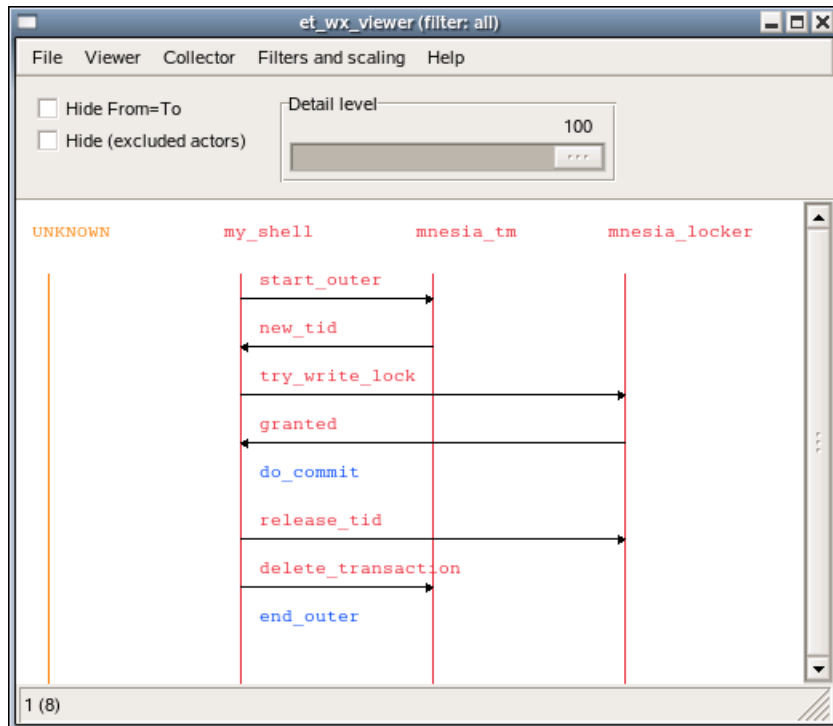 et_wx_viewer (filter: all)
File Viewer Collector Filters and scaling Help
Hide From=To
Hide (excluded actors)
Detail level
100
UNKNOWN my_shell mnesia_tm mnesia_locker
start_outer
new_tid
try_write_lock
granted
do_commit
release_tid
delete_transaction
end_outer
1 (8)